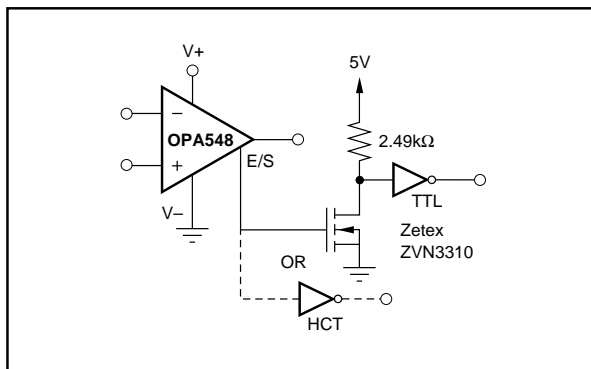 V+
5V
−
OPA548
+
2.49kΩ
E/S
V–
TTL
Zetex
ZVN3310
OR
HCT